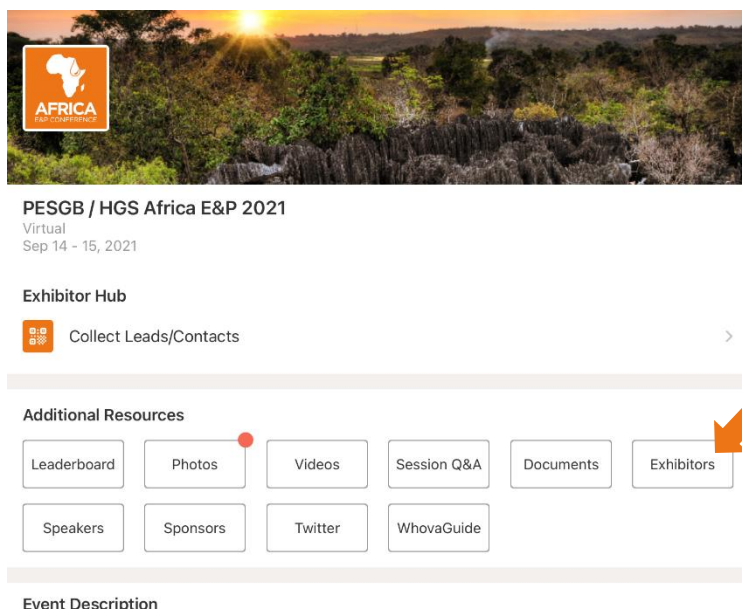 AFRICA
E&P CONFERENCE
PESGB / HGS Africa E&P 2021
Virtual
Sep 14 - 15, 2021
Exhibitor Hub
Collect Leads/Contacts
Additional Resources
Leaderboard
Photos
Videos
Session Q&A
Documents
Exhibitors
Speakers
Sponsors
Twitter
WhovaGuide
Event Description